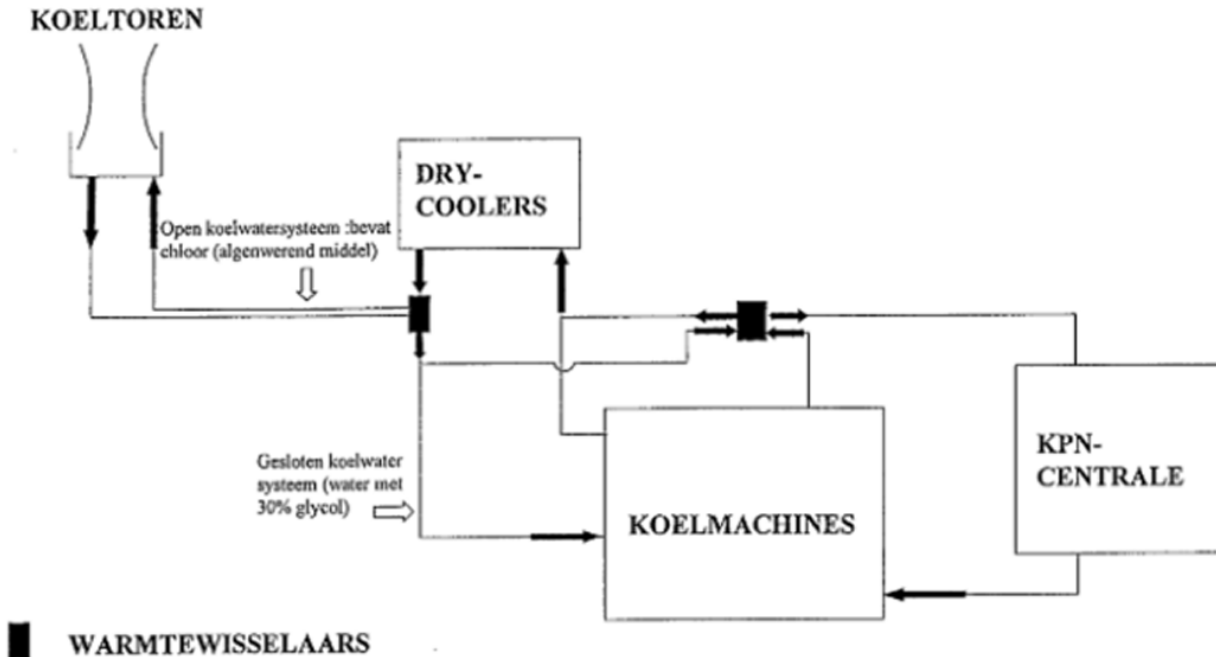 KOELTOREN
DRY-
COOLERS
Open koelwatersysteem :bevat
chloor (algenwerend middel)
Gesloten koelwater
systeem (water met
30% glycol)
KOELMACHINES
KPN-
CENTRALE
WARMTEWISSELAARS